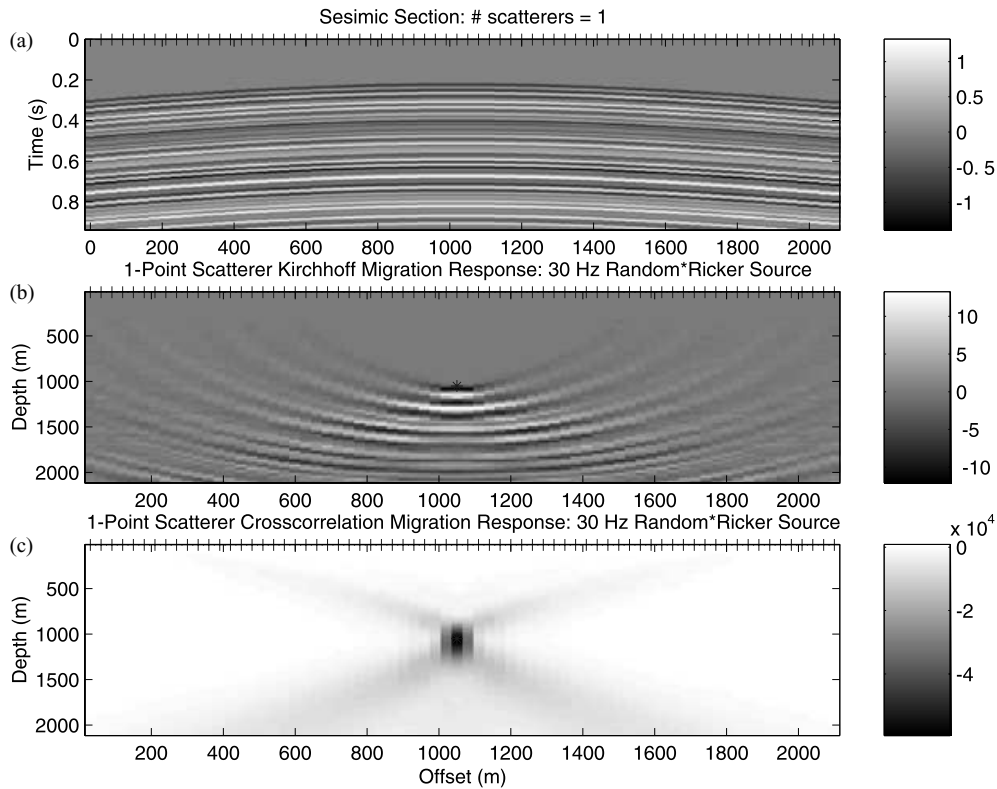 Sesimic Section: # scatterers = 1
(a)
0
0.2
0.4
0.6
0.8
Time (s)
0 200 400 600 800 1000 1200 1400 1600 1800 2000
1
0.5
0
-0.5
-1
1-Point Scatterer Kirchhoff Migration Response: 30 Hz Random*Ricker Source
(b)
500
1000
1500
2000
Depth (m)
*
200 400 600 800 1000 1200 1400 1600 1800 2000
10
5
0
-5
-10
1-Point Scatterer Crosscorrelation Migration Response: 30 Hz Random*Ricker Source
(c)
500
1000
1500
2000
Depth (m)
200 400 600 800 1000 1200 1400 1600 1800 2000
Offset (m)
x 10^4
0
-2
-4